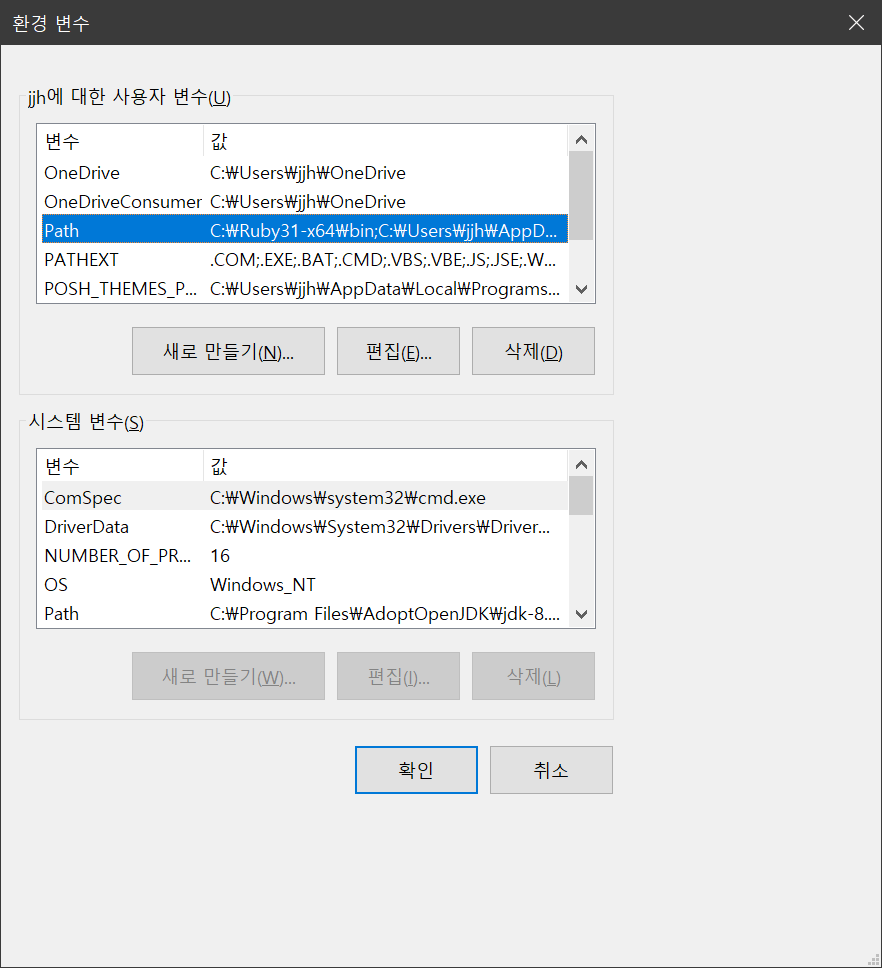 환경 변수
jjh에 대한 사용자 변수(U)
변수 값
OneDrive C:₩Users₩jjh₩OneDrive
OneDriveConsumer C:₩Users₩jjh₩OneDrive
Path C:₩Ruby31-x64₩bin;C:₩Users₩jjh₩AppD...
PATHEXT .COM;.EXE;.BAT;.CMD;.VBS;.VBE;.JS;.JSE;.W...
POSH_THEMES_P... C:₩Users₩jjh₩AppData₩Local₩Programs...
새로 만들기(N)... 편집(E)... 삭제(D)
시스템 변수(S)
변수 값
ComSpec C:₩Windows₩system32₩cmd.exe
DriverData C:₩Windows₩System32₩Drivers₩Driver...
NUMBER_OF_PR... 16
OS Windows_NT
Path C:₩Program Files₩AdoptOpenJDK₩jdk-8....
새로 만들기(W)... 편집(I)... 삭제(L)
확인 취소